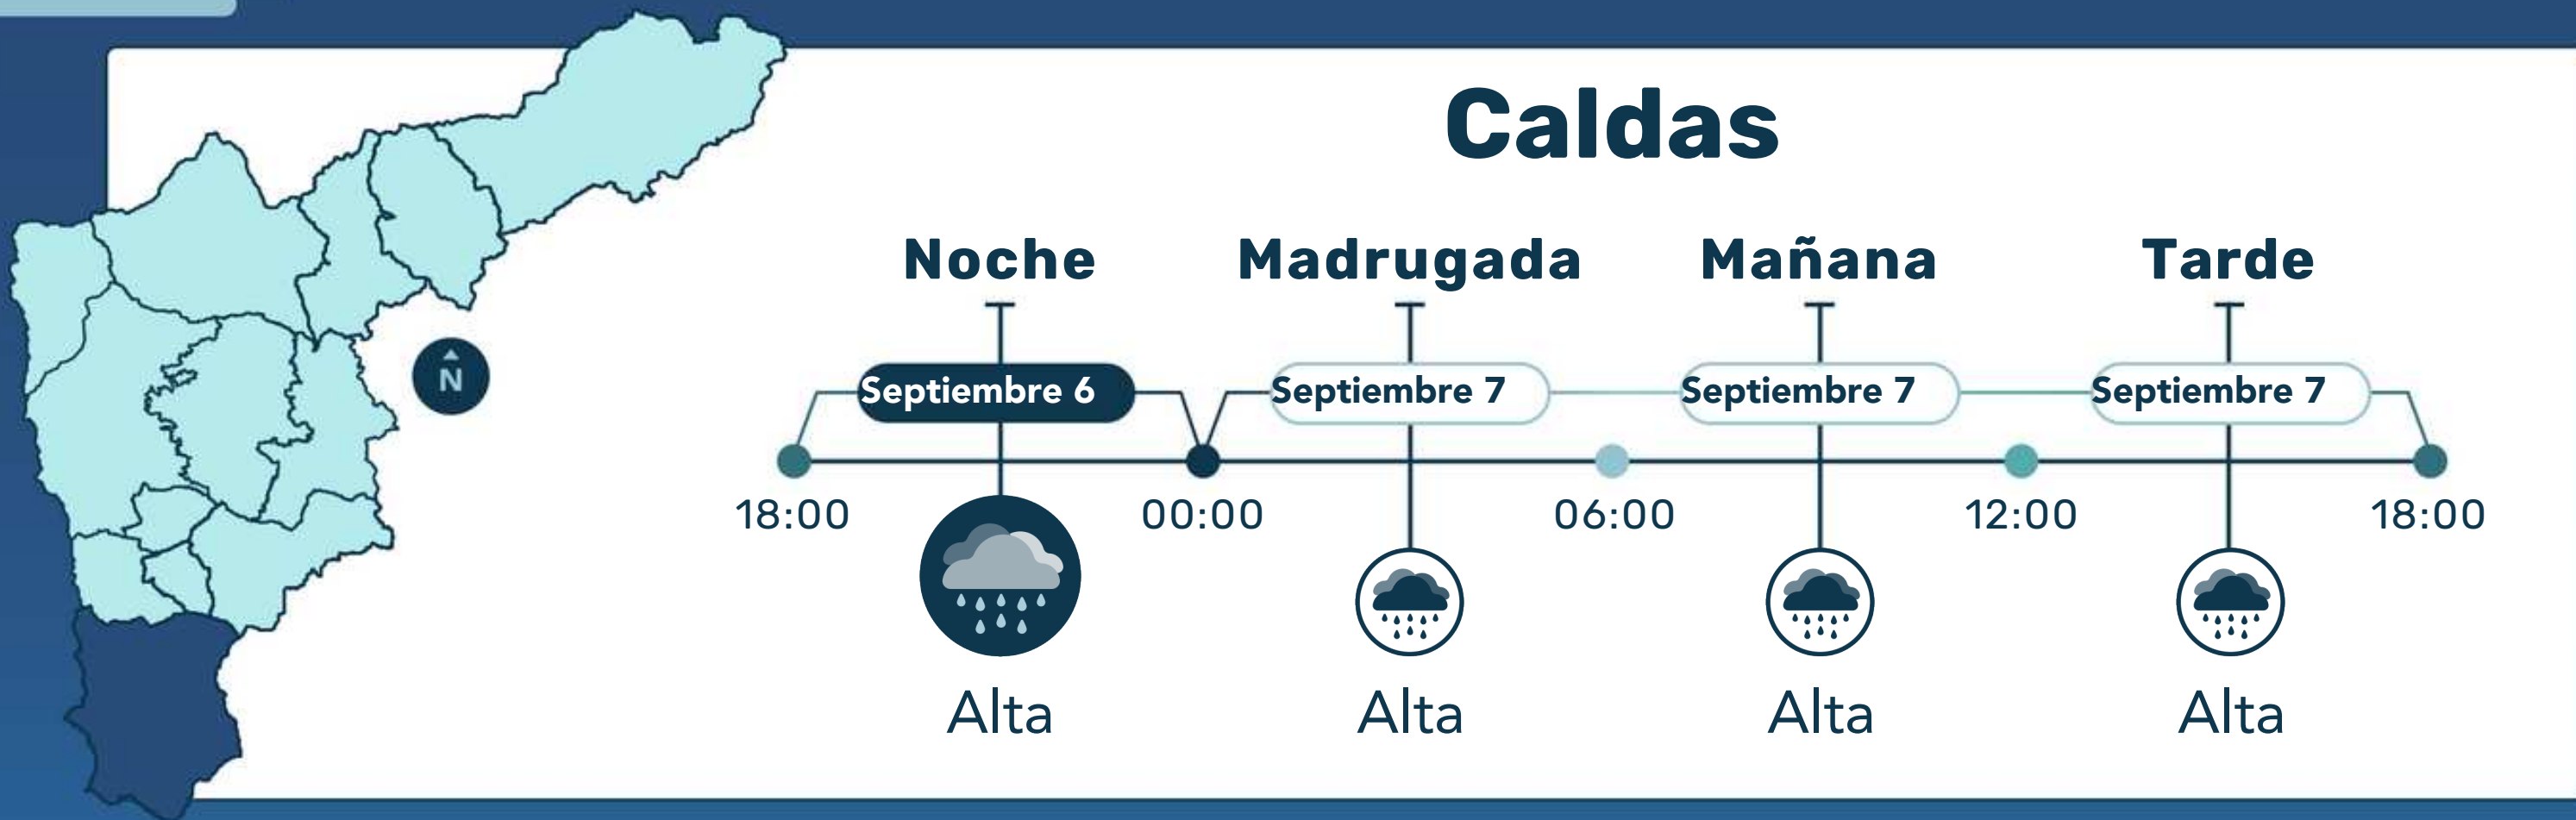 Caldas
Noche Madrugada Mañana Tarde
N
Septiembre 6 Septiembre 7 Septiembre 7 Septiembre 7
18:00 00:00 06:00 12:00 18:00
Alta Alta Alta Alta